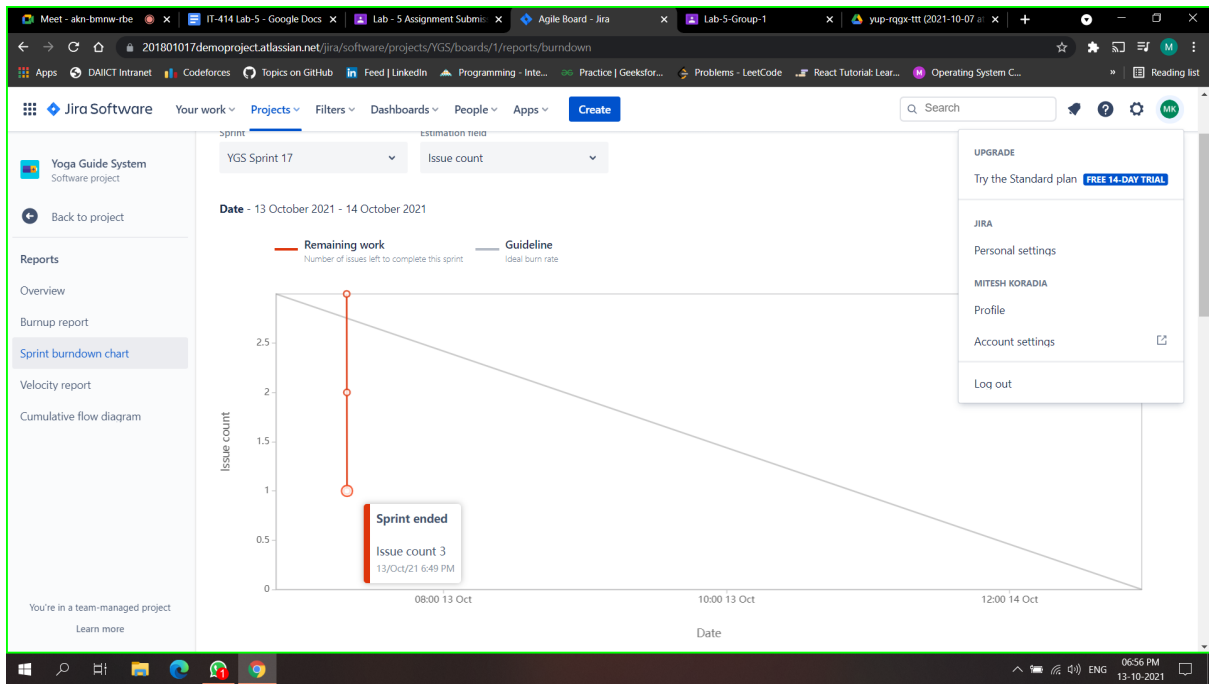 Meet - akn-bmnw-rbe
IT-414 Lab-5 - Google Docs
Lab - 5 Assignment Submis
Agile Board - Jira
Lab-5-Group-1
yup-rqgx-ttt (2021-10-07 at
201801017demoproject.atlassian.net/jira/software/projects/YGS/boards/1/reports/burndown
M
Apps
DAIICT Intranet
Codeforces
Topics on GitHub
Feed | LinkedIn
Programming - Inte...
Practice | Geeksfor...
Problems - LeetCode
React Tutorial: Lear...
Operating System C...
»
Reading list
Jira Software
Your work
Projects
Filters
Dashboards
People
Apps
Create
Search
MK
Yoga Guide System
Software project
Back to project
Reports
Overview
Burnup report
Sprint burndown chart
Velocity report
Cumulative flow diagram
You're in a team-managed project
Learn more
Sprint
Estimation field
YGS Sprint 17
Issue count
Date - 13 October 2021 - 14 October 2021
Remaining work
Number of issues left to complete this sprint
Guideline
Ideal burn rate
Issue count
2.5
2
1.5
1
0.5
0
Sprint ended
Issue count 3
13/Oct/21 6:49 PM
08:00 13 Oct
10:00 13 Oct
12:00 14 Oct
Date
UPGRADE
Try the Standard plan FREE 14-DAY TRIAL
JIRA
Personal settings
MITESH KORADIA
Profile
Account settings
Log out
ENG
06:56 PM
13-10-2021